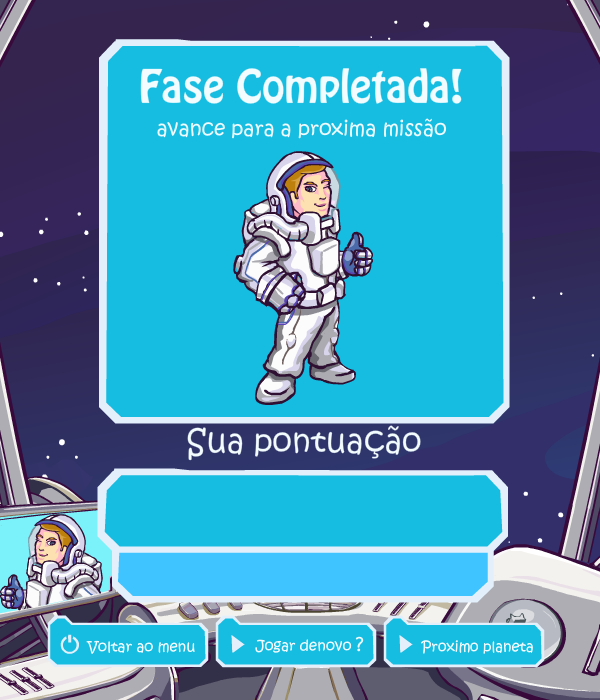 Fase Completada!
avance para a proxima missão
Sua pontuação
Voltar ao menu
Jogar denovo ?
Proximo planeta